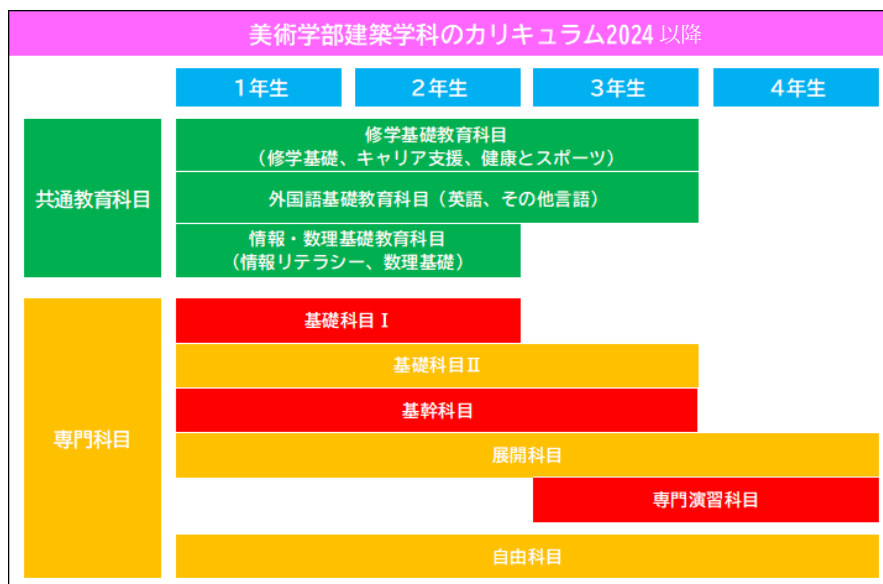 美術学部建築学科のカリキュラム2024 以降
1年生 2年生 3年生 4年生
共通教育科目
修学基礎教育科目
（修学基礎、キャリア支援、健康とスポーツ）
外国語基礎教育科目（英語、その他言語）
情報・数理基礎教育科目
（情報リテラシー、数理基礎）
専門科目
基礎科目Ⅰ
基礎科目Ⅱ
基幹科目
展開科目
専門演習科目
自由科目